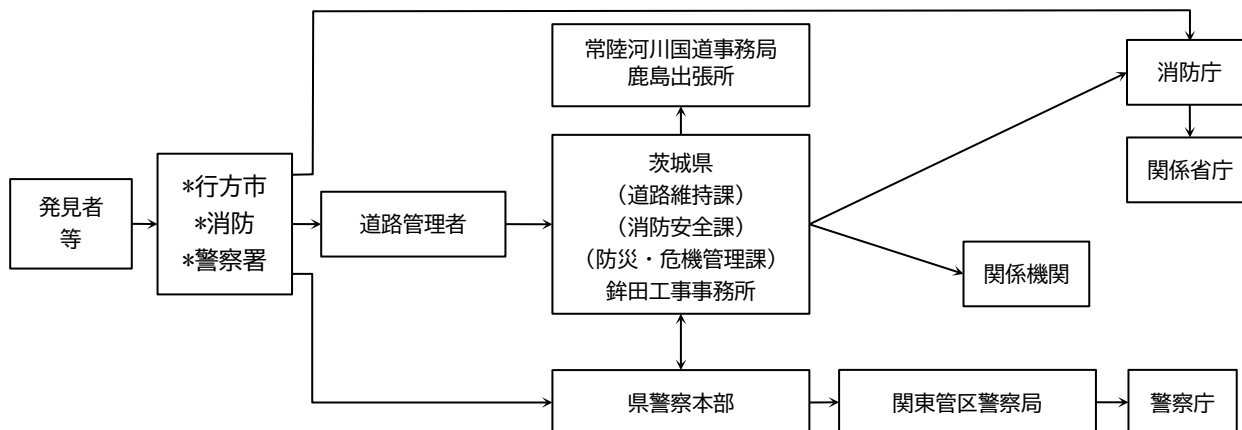 常陸河川国道事務局
鹿島出張所
消防庁
関係省庁
発見者
等
*行方市
*消防
*警察署
道路管理者
茨城県
（道路維持課）
（消防安全課）
（防災・危機管理課）
鉾田工事事務所
関係機関
県警察本部
関東管区警察局
警察庁